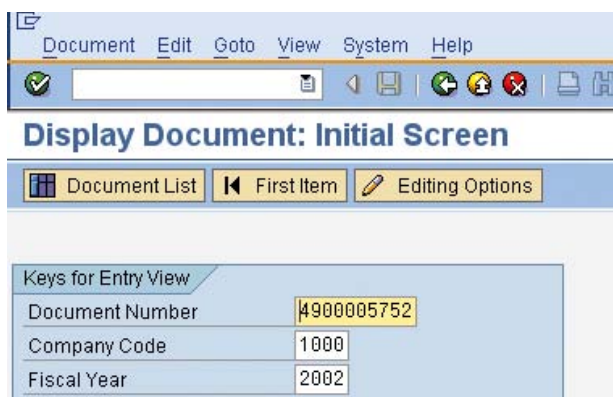 Document Edit Goto View System Help
Display Document: Initial Screen
Document List First Item Editing Options
Keys for Entry View
Document Number 4900005752
Company Code 1000
Fiscal Year 2002